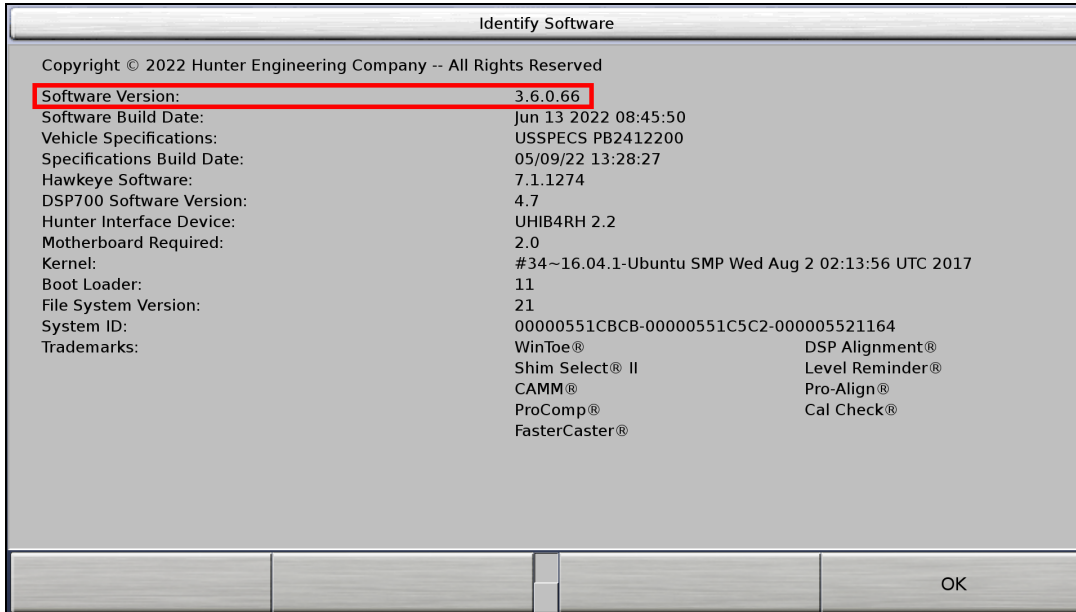 Identify Software
Copyright © 2022 Hunter Engineering Company -- All Rights Reserved
Software Version: 3.6.0.66
Software Build Date: Jun 13 2022 08:45:50
Vehicle Specifications: USSPECS PB2412200
Specifications Build Date: 05/09/22 13:28:27
Hawkeye Software: 7.1.1274
DSP700 Software Version: 4.7
Hunter Interface Device: UHIB4RH 2.2
Motherboard Required: 2.0
Kernel: #34~16.04.1-Ubuntu SMP Wed Aug 2 02:13:56 UTC 2017
Boot Loader: 11
File System Version: 21
System ID: 00000551CBCB-00000551C5C2-000005521164
Trademarks: WinToe® DSP Alignment®
Shim Select® II Level Reminder®
CAMM® Pro-Align®
ProComp® Cal Check®
FasterCaster®
OK